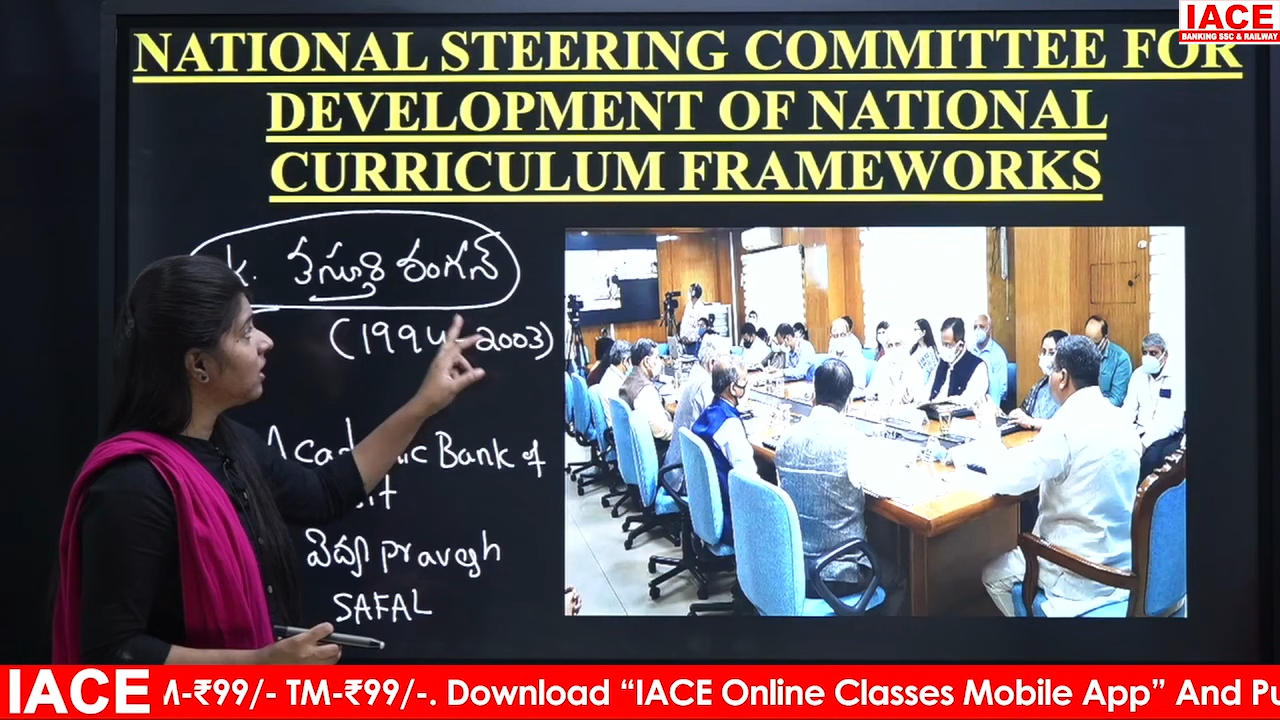 IACE
BANKING SSC & RAILWAY
NATIONAL STEERING COMMITTEE FOR
DEVELOPMENT OF NATIONAL
CURRICULUM FRAMEWORKS
K. కస్తూరి రంగన్
(1994-2003)
Bank of
విద్యా pravesh
SAFAL
IACE
-₹99/- TM-₹99/-. Download “IACE Online Classes Mobile App” And